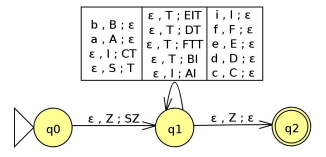 b , B ; ε
a , A ; ε
ε , I ; CT
ε , S ; T
ε , T ; EIT
ε , T ; DT
ε , T ; FTT
ε , T ; BI
ε , I ; AI
i , I ; ε
f , F ; ε
e , E ; ε
d , D ; ε
c , C ; ε
ε , Z ; SZ
ε , Z ; ε
q0
q1
q2